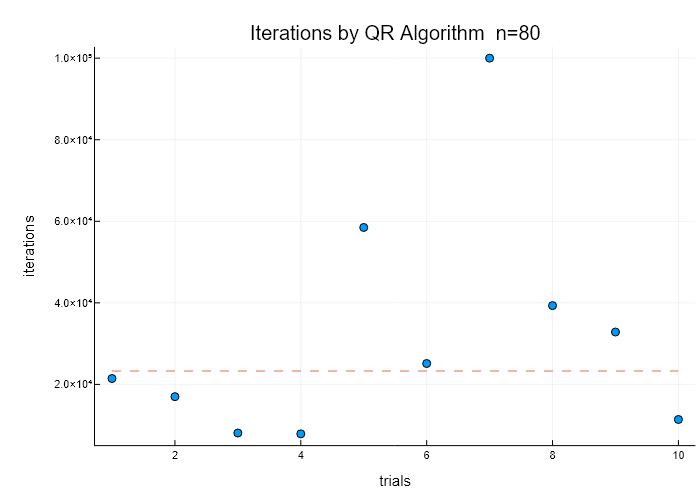 Iterations by QR Algorithm n=80
1.0×10⁵
8.0×10⁴
6.0×10⁴
4.0×10⁴
2.0×10⁴
iterations
2 4 6 8 10
trials